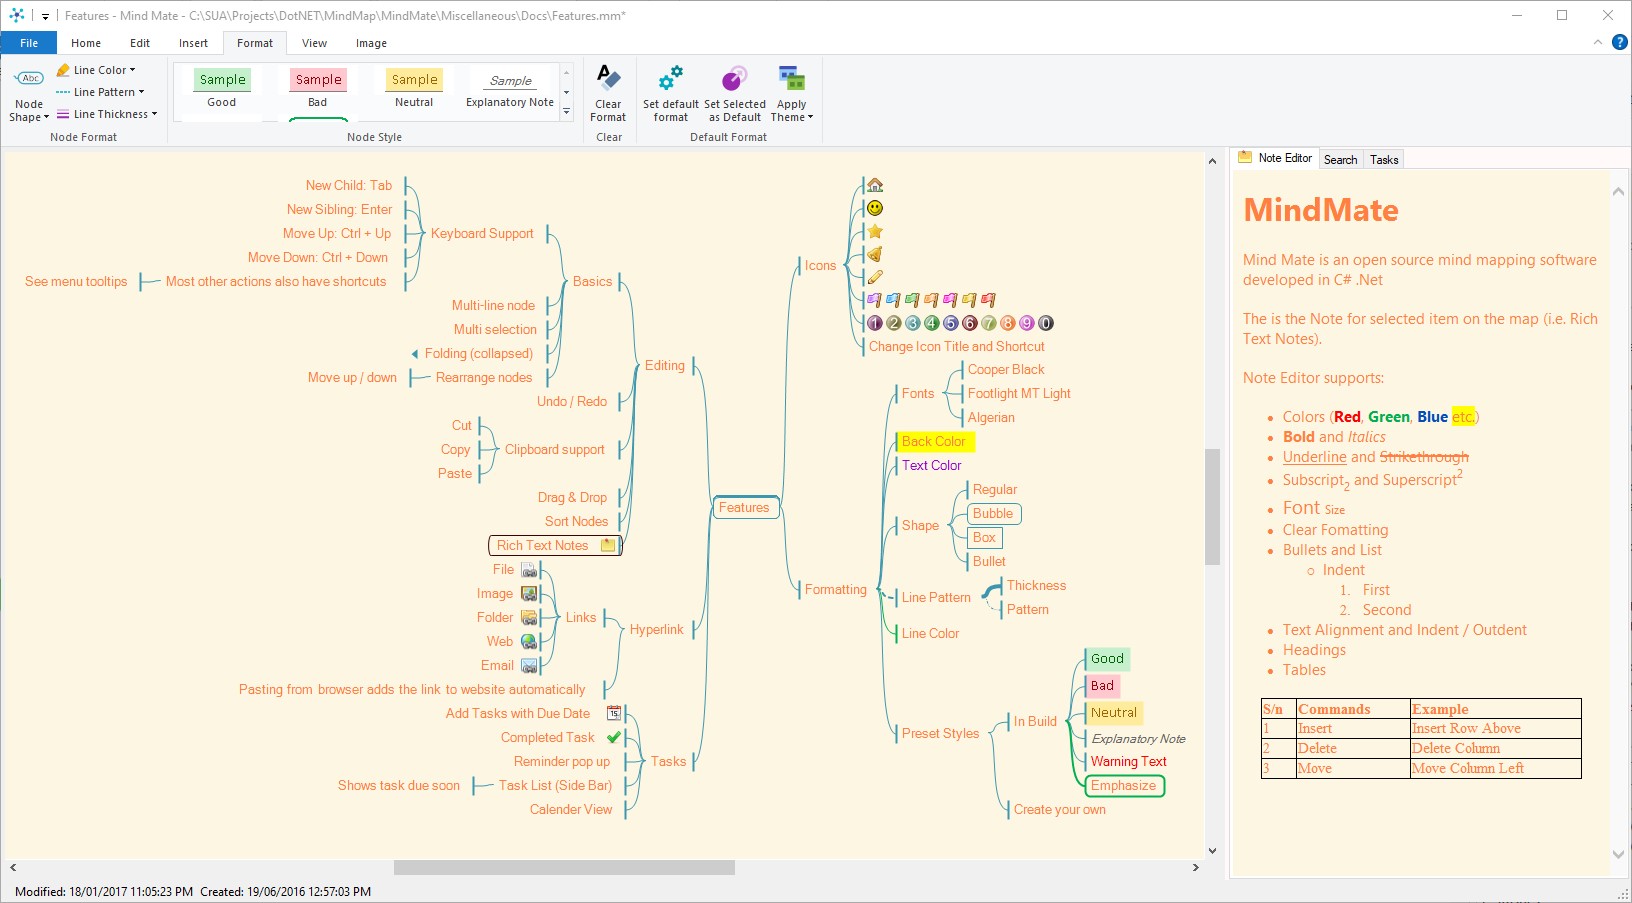 Features - Mind Mate - C:\SUA\Projects\DotNET\MindMap\MindMate\Miscellaneous\Docs\Features.mm*
File Home Edit Insert Format View Image
Abc
Node Shape
Line Color
Line Pattern
Line Thickness
Node Format
Sample Sample Sample Sample
Good Bad Neutral Explanatory Note
Node Style
Clear Format
Clear
Set default format
Set Selected as Default
Apply Theme
Default Format
New Child: Tab
New Sibling: Enter
Move Up: Ctrl + Up
Move Down: Ctrl + Down
See menu tooltips
Most other actions also have shortcuts
Keyboard Support
Basics
Multi-line node
Multi selection
Folding (collapsed)
Move up / down
Rearrange nodes
Editing
Undo / Redo
Cut
Copy
Paste
Clipboard support
Drag & Drop
Sort Nodes
Rich Text Notes
File
Image
Folder
Web
Email
Links
Hyperlink
Pasting from browser adds the link to website automatically
Add Tasks with Due Date
15
Completed Task
Reminder pop up
Tasks
Shows task due soon
Task List (Side Bar)
Calender View
Features
Icons
1 2 3 4 5 6 7 8 9 0
Change Icon Title and Shortcut
Formatting
Fonts
Cooper Black
Footlight MT Light
Algerian
Back Color
Text Color
Shape
Regular
Bubble
Box
Bullet
Line Pattern
Thickness
Pattern
Line Color
Preset Styles
In Build
Good
Bad
Neutral
Explanatory Note
Warning Text
Emphasize
Create your own
Note Editor Search Tasks
MindMate
Mind Mate is an open source mind mapping software
developed in C# .Net
The is the Note for selected item on the map (i.e. Rich
Text Notes).
Note Editor supports:
Colors (Red, Green, Blue etc.)
Bold and Italics
Underline and Strikethrough
Subscript2 and Superscript2
Font Size
Clear Fomatting
Bullets and List
Indent
1. First
2. Second
Text Alignment and Indent / Outdent
Headings
Tables
S/n Commands Example
1 Insert Insert Row Above
2 Delete Delete Column
3 Move Move Column Left
Modified: 18/01/2017 11:05:23 PM Created: 19/06/2016 12:57:03 PM